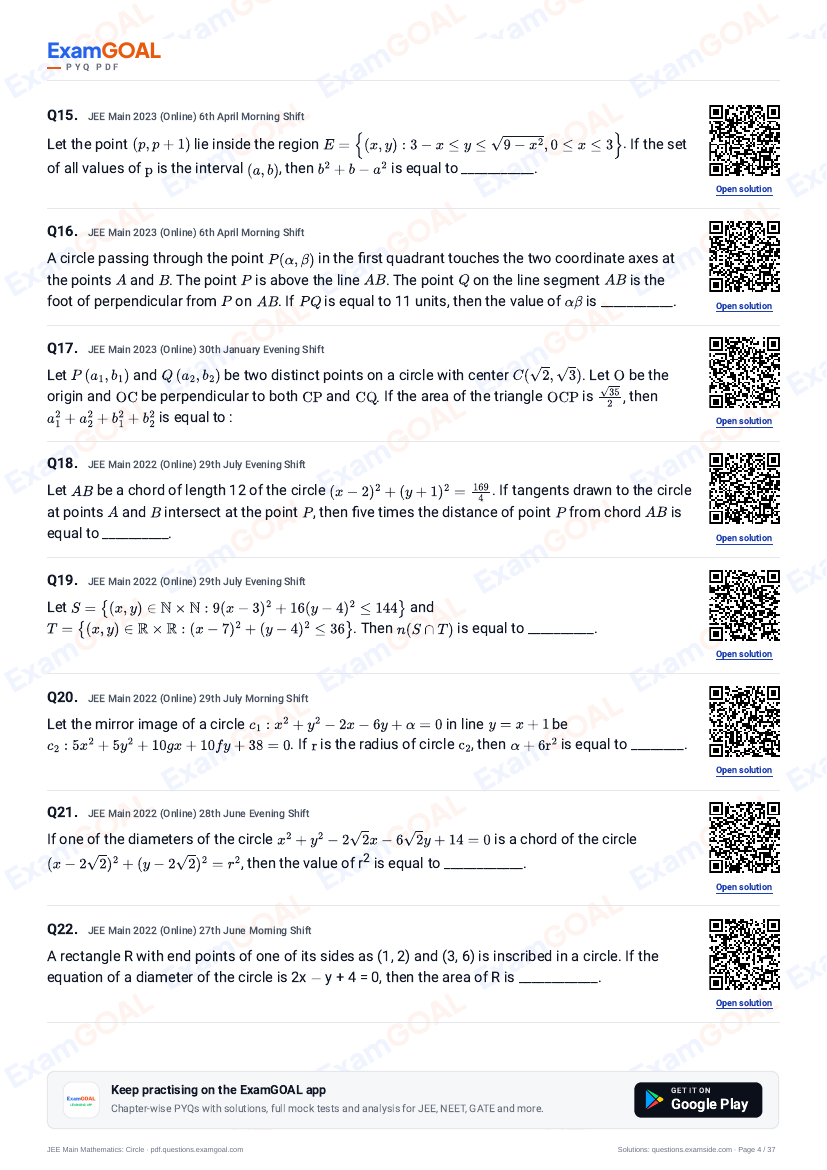 ExamGOAL
PYQ PDF
Q15. JEE Main 2023 (Online) 6th April Morning Shift
Let the point (p, p + 1) lie inside the region E = {(x, y) : 3 − x ≤ y ≤ √(9 − x²), 0 ≤ x ≤ 3}. If the set
of all values of p is the interval (a, b), then b² + b − a² is equal to ___________.
Open solution
Q16. JEE Main 2023 (Online) 6th April Morning Shift
A circle passing through the point P(α, β) in the first quadrant touches the two coordinate axes at
the points A and B. The point P is above the line AB. The point Q on the line segment AB is the
foot of perpendicular from P on AB. If PQ is equal to 11 units, then the value of αβ is ___________.
Open solution
Q17. JEE Main 2023 (Online) 30th January Evening Shift
Let P (a₁, b₁) and Q (a₂, b₂) be two distinct points on a circle with center C(√2, √3). Let O be the
origin and OC be perpendicular to both CP and CQ. If the area of the triangle OCP is √35/2, then
a₁² + a₂² + b₁² + b₂² is equal to :
Open solution
Q18. JEE Main 2022 (Online) 29th July Evening Shift
Let AB be a chord of length 12 of the circle (x − 2)² + (y + 1)² = 169/4. If tangents drawn to the circle
at points A and B intersect at the point P, then five times the distance of point P from chord AB is
equal to __________.
Open solution
Q19. JEE Main 2022 (Online) 29th July Evening Shift
Let S = {(x, y) ∈ ℕ × ℕ : 9(x − 3)² + 16(y − 4)² ≤ 144} and
T = {(x, y) ∈ ℝ × ℝ : (x − 7)² + (y − 4)² ≤ 36}. Then n(S ∩ T) is equal to __________.
Open solution
Q20. JEE Main 2022 (Online) 29th July Morning Shift
Let the mirror image of a circle c₁ : x² + y² − 2x − 6y + α = 0 in line y = x + 1 be
c₂ : 5x² + 5y² + 10gx + 10fy + 38 = 0. If r is the radius of circle c₂, then α + 6r² is equal to ________.
Open solution
Q21. JEE Main 2022 (Online) 28th June Evening Shift
If one of the diameters of the circle x² + y² − 2√2x − 6√2y + 14 = 0 is a chord of the circle
(x − 2√2)² + (y − 2√2)² = r², then the value of r² is equal to ____________.
Open solution
Q22. JEE Main 2022 (Online) 27th June Morning Shift
A rectangle R with end points of one of its sides as (1, 2) and (3, 6) is inscribed in a circle. If the
equation of a diameter of the circle is 2x − y + 4 = 0, then the area of R is ____________.
Open solution
ExamGOAL
Keep practising on the ExamGOAL app
Chapter-wise PYQs with solutions, full mock tests and analysis for JEE, NEET, GATE and more.
GET IT ON
Google Play
JEE Main Mathematics: Circle · pdf.questions.examgoal.com
Solutions: questions.examside.com · Page 4 / 37